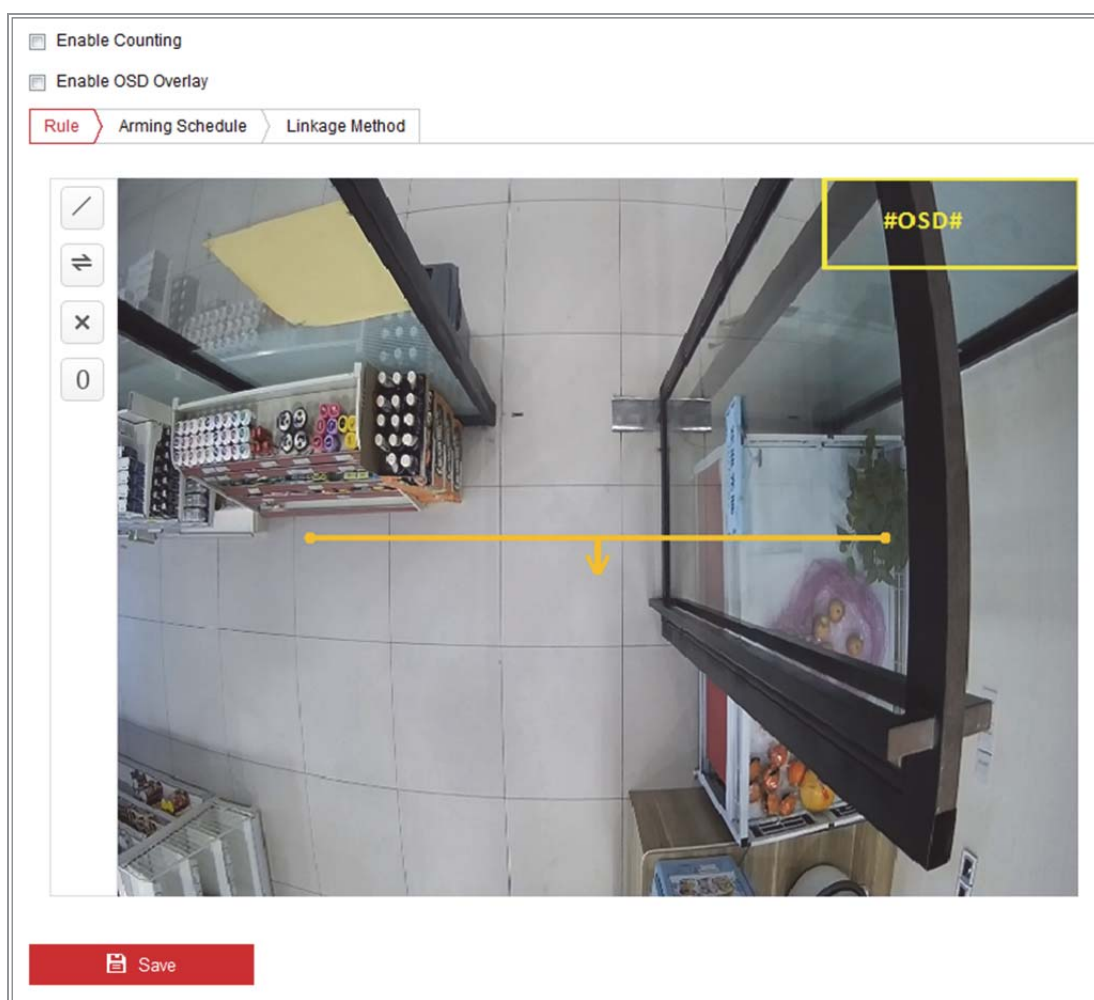 Enable Counting
Enable OSD Overlay
Rule
Arming Schedule
Linkage Method
#OSD#
0
Save